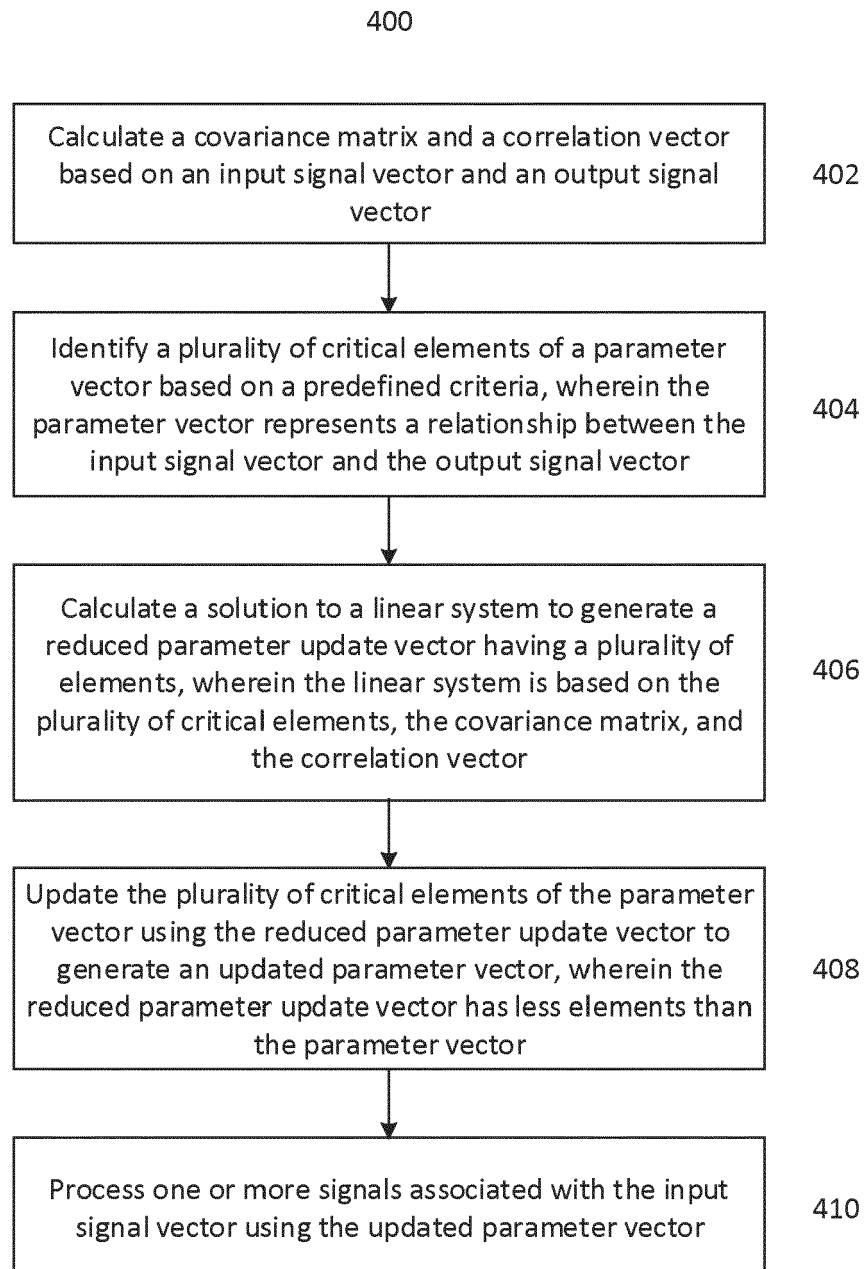 400
Calculate a covariance matrix and a correlation vector
based on an input signal vector and an output signal
vector
402
Identify a plurality of critical elements of a parameter
vector based on a predefined criteria, wherein the
parameter vector represents a relationship between the
input signal vector and the output signal vector
404
Calculate a solution to a linear system to generate a
reduced parameter update vector having a plurality of
elements, wherein the linear system is based on the
plurality of critical elements, the covariance matrix, and
the correlation vector
406
Update the plurality of critical elements of the parameter
vector using the reduced parameter update vector to
generate an updated parameter vector, wherein the
reduced parameter update vector has less elements than
the parameter vector
408
Process one or more signals associated with the input
signal vector using the updated parameter vector
410